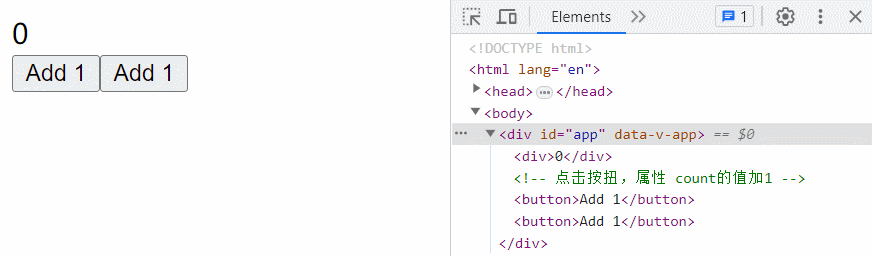 0
Add 1 Add 1
Elements 1
<!DOCTYPE html>
<html lang="en">
<head> ⋯ </head>
<body>
⋯ <div id="app" data-v-app> == $0
<div>0</div>
<!-- 点击按扭，属性 count的值加1 -->
<button>Add 1</button>
<button>Add 1</button>
</div>